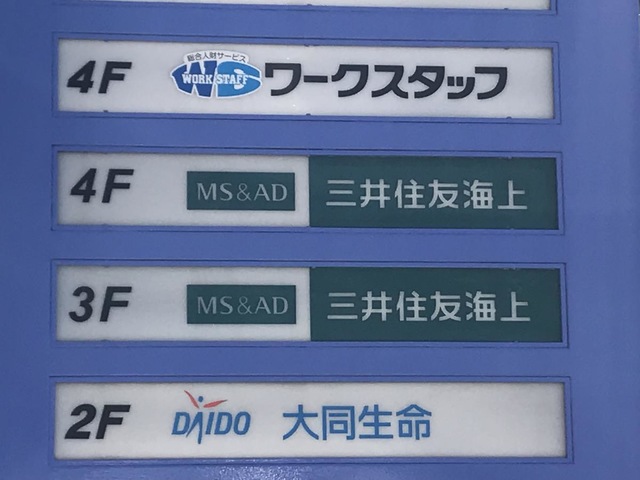 4F 総合人財サービス WORK STAFF WS ワークスタッフ
4F MS&AD 三井住友海上
3F MS&AD 三井住友海上
2F DAIDO 大同生命